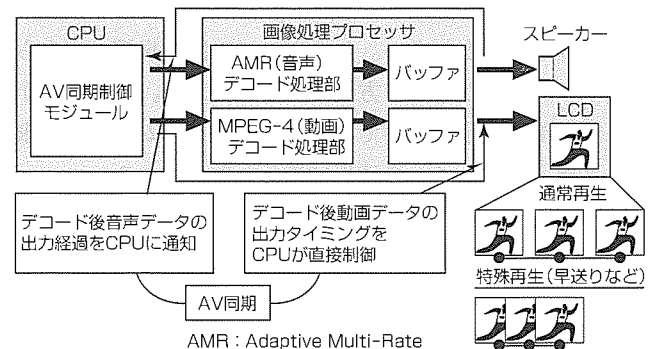 CPU
AV同期制御
モジュール
画像処理プロセッサ
AMR(音声)
デコード処理部
バッファ
MPEG-4(動画)
デコード処理部
バッファ
スピーカー
LCD
通常再生
特殊再生(早送りなど)
デコード後音声データの
出力経過をCPUに通知
デコード後動画データの
出力タイミングを
CPUが直接制御
AV同期
AMR:Adaptive Multi-Rate